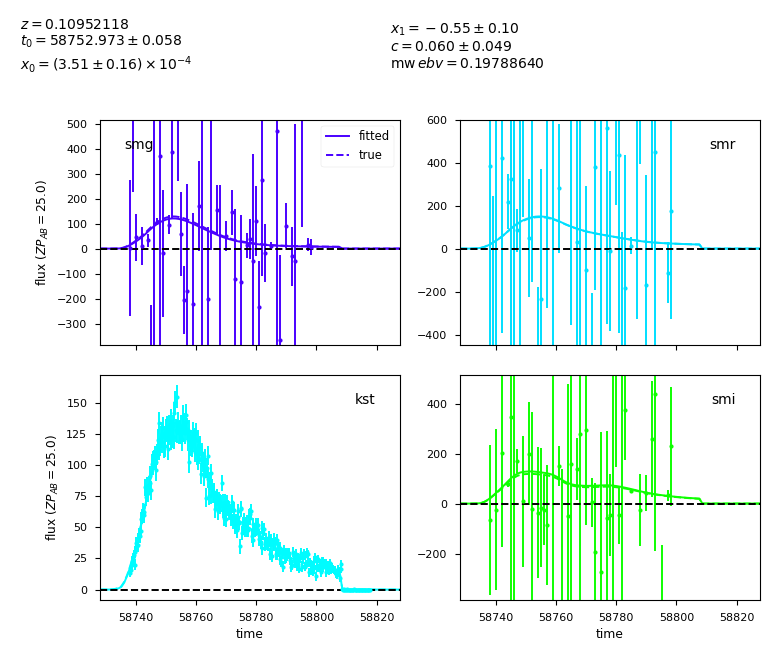 z = 0.10952118
t0 = 58752.973 ± 0.058
x0 = (3.51 ± 0.16) × 10^−4
x1 = −0.55 ± 0.10
c = 0.060 ± 0.049
mw ebv = 0.19788640
smg
fitted
true
500
400
300
200
100
0
−100
−200
−300
flux (ZP_AB = 25.0)
smr
600
400
200
0
−200
−400
kst
150
125
100
75
50
25
0
flux (ZP_AB = 25.0)
58740 58760 58780 58800 58820
time
smi
400
200
0
−200
58740 58760 58780 58800 58820
time